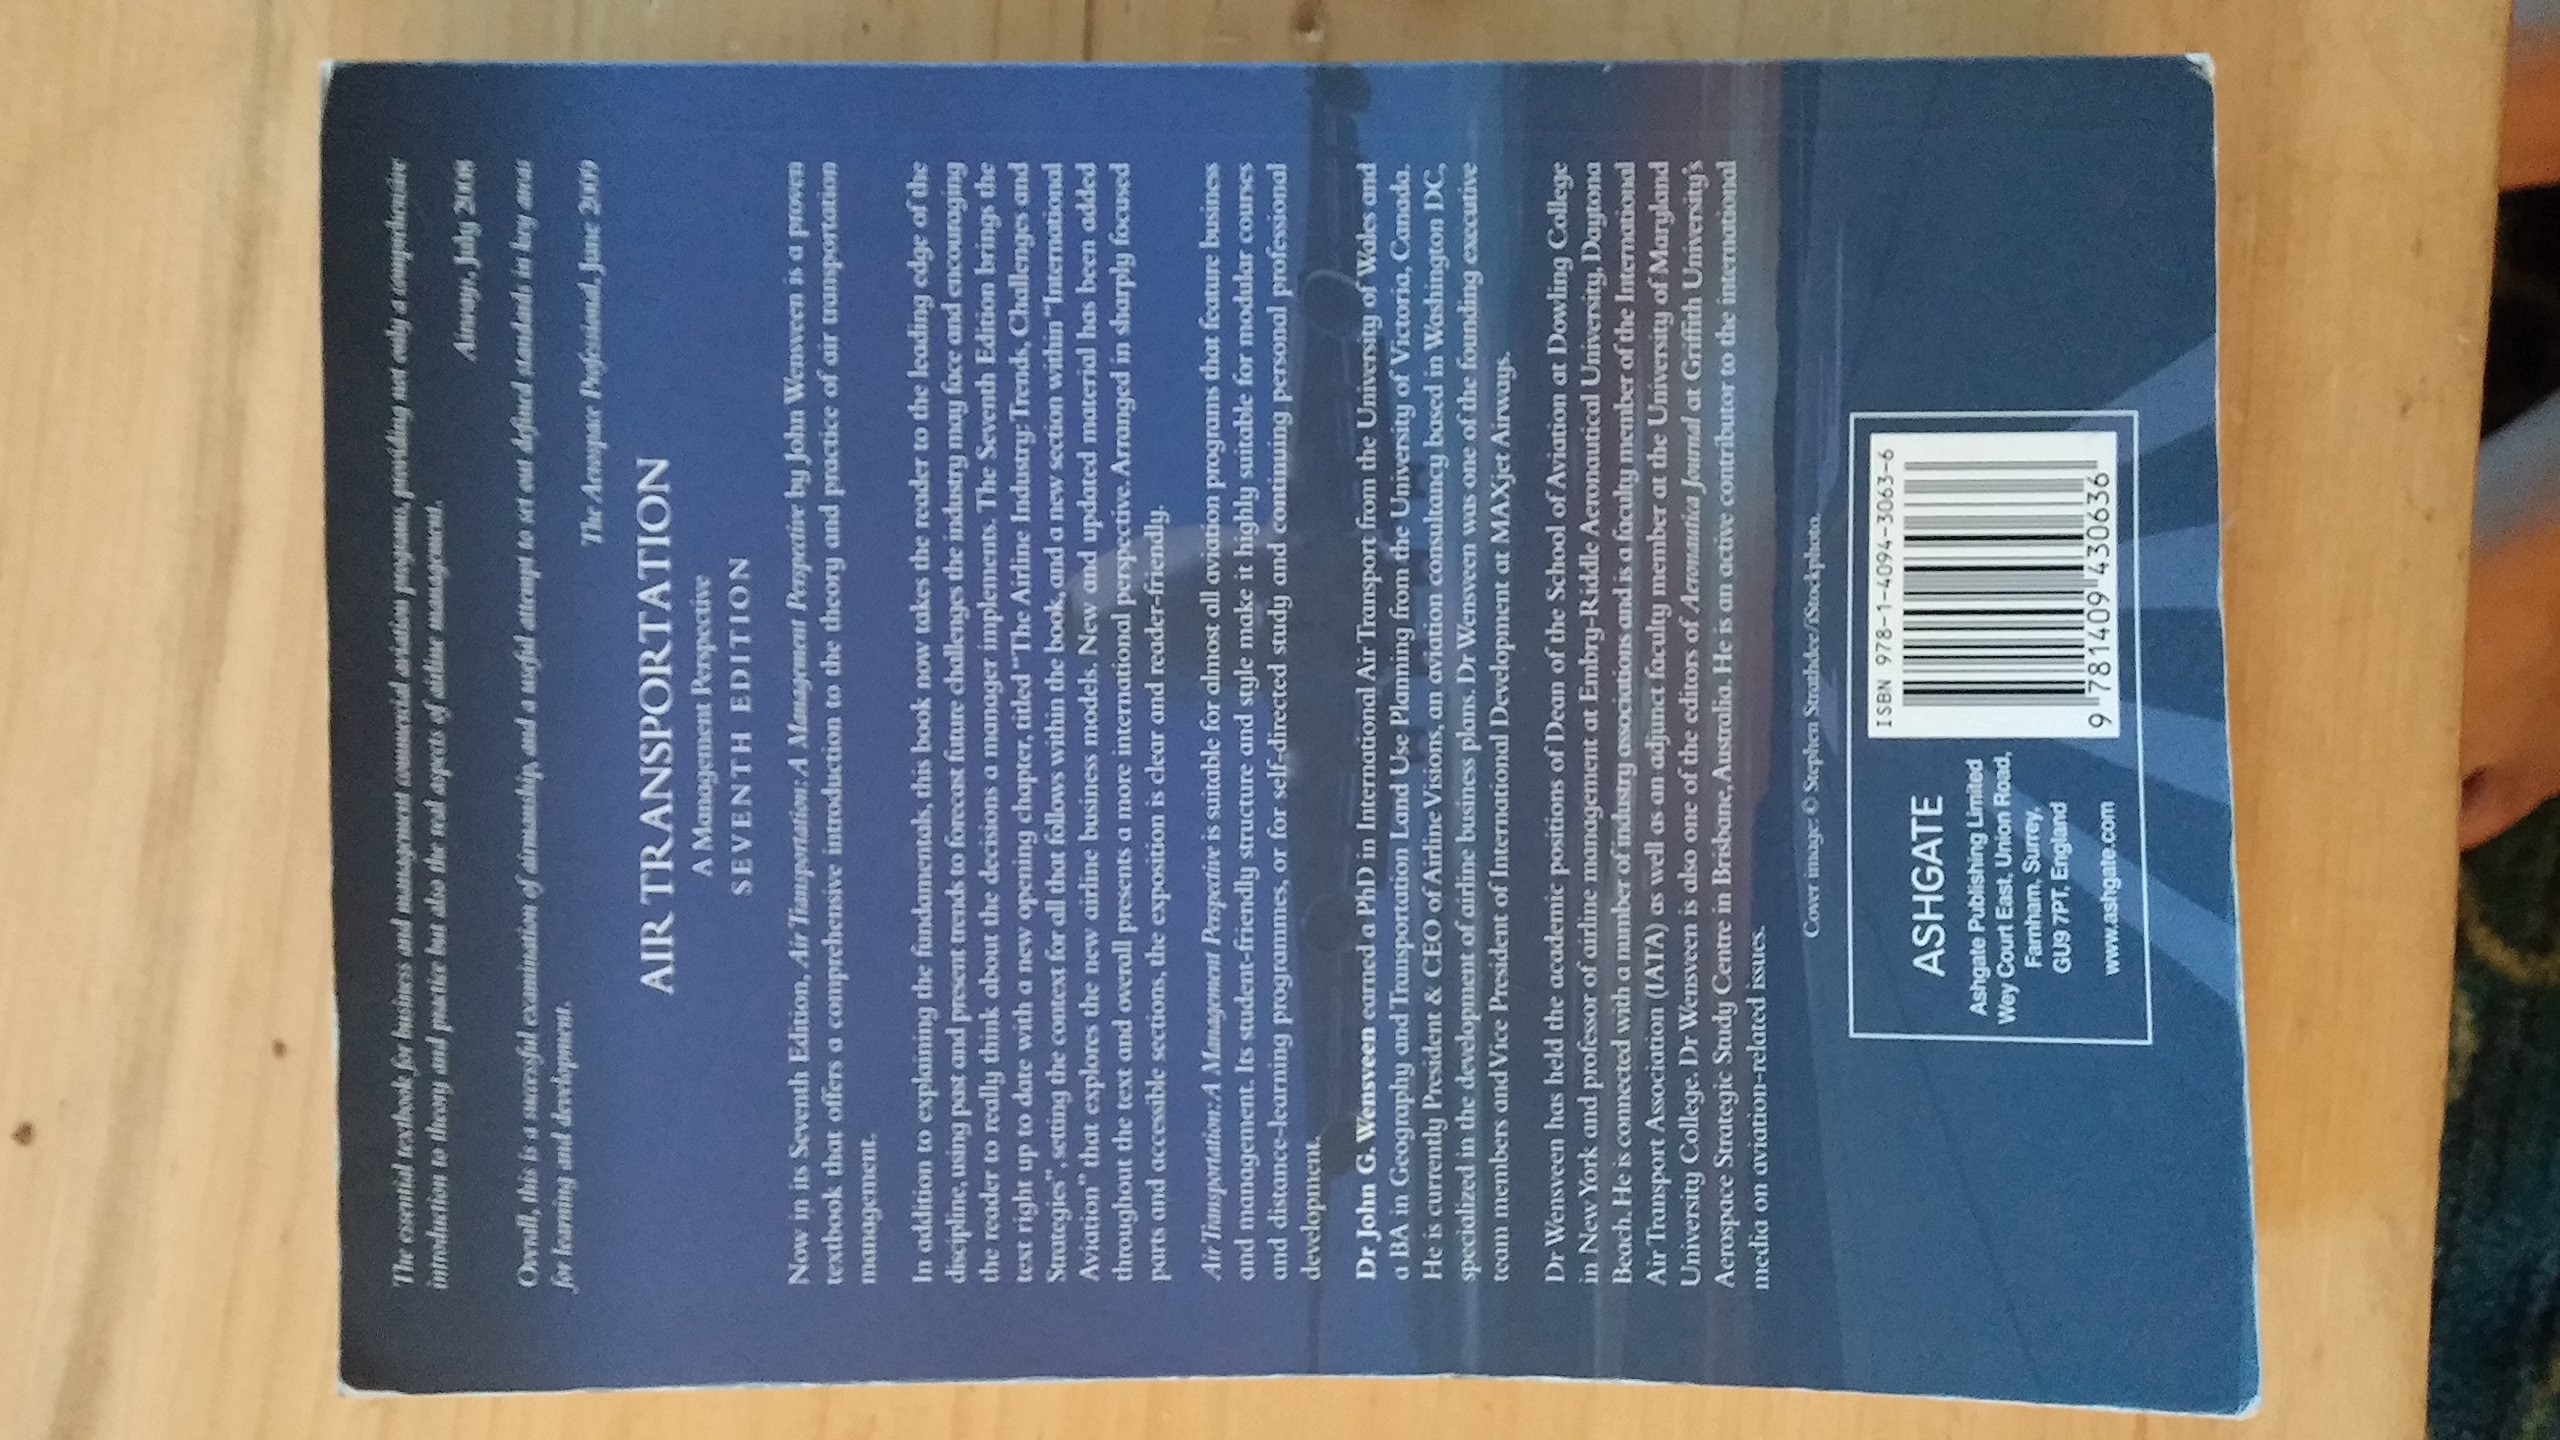 The essential textbook for business and management commercial aviation programs, providing not only a comprehensive
introduction to theory and practice but also the real aspects of airline management.
Airways, July 2008
Overall, this is a successful examination of airmanship, and a useful attempt to set out defined standards in key areas
for learning and development.
The Aerospace Professional, June 2009
AIR TRANSPORTATION
A Management Perspective
SEVENTH EDITION
Now in its Seventh Edition, Air Transportation: A Management Perspective by John Wensveen is a proven
textbook that offers a comprehensive introduction to the theory and practice of air transportation
management.
In addition to explaining the fundamentals, this book now takes the reader to the leading edge of the
discipline, using past and present trends to forecast future challenges the industry may face and encouraging
the reader to really think about the decisions a manager implements. The Seventh Edition brings the
text right up to date with a new opening chapter, titled "The Airline Industry: Trends, Challenges and
Strategies", setting the context for all that follows within the book, and a new section within "International
Aviation" that explores the new airline business models. New and updated material has been added
throughout the text and overall presents a more international perspective. Arranged in sharply focused
parts and accessible sections, the exposition is clear and reader-friendly.
Air Transportation: A Management Perspective is suitable for almost all aviation programs that feature business
and management. Its student-friendly structure and style make it highly suitable for modular courses
and distance-learning programmes, or for self-directed study and continuing personal professional
development.
Dr John G. Wensveen earned a PhD in International Air Transport from the University of Wales and
a BA in Geography and Transportation Land Use Planning from the University of Victoria, Canada.
He is currently President & CEO of Airline Visions, an aviation consultancy based in Washington DC,
specialized in the development of airline business plans. Dr Wensveen was one of the founding executive
team members and Vice President of International Development at MAXjet Airways.
Dr Wensveen has held the academic positions of Dean of the School of Aviation at Dowling College
in New York and professor of airline management at Embry-Riddle Aeronautical University, Daytona
Beach. He is connected with a number of industry associations and is a faculty member of the International
Air Transport Association (IATA) as well as an adjunct faculty member at the University of Maryland
University College. Dr Wensveen is also one of the editors of Aeronautica Journal at Griffith University's
Aerospace Strategic Study Centre in Brisbane, Australia. He is an active contributor to the international
media on aviation-related issues.
Cover image: © Stephen Strathdee/iStockphoto.
ASHGATE
Ashgate Publishing Limited
Wey Court East, Union Road,
Farnham, Surrey,
GU9 7PT, England
www.ashgate.com
ISBN 978-1-4094-3063-6
9 781409 430636